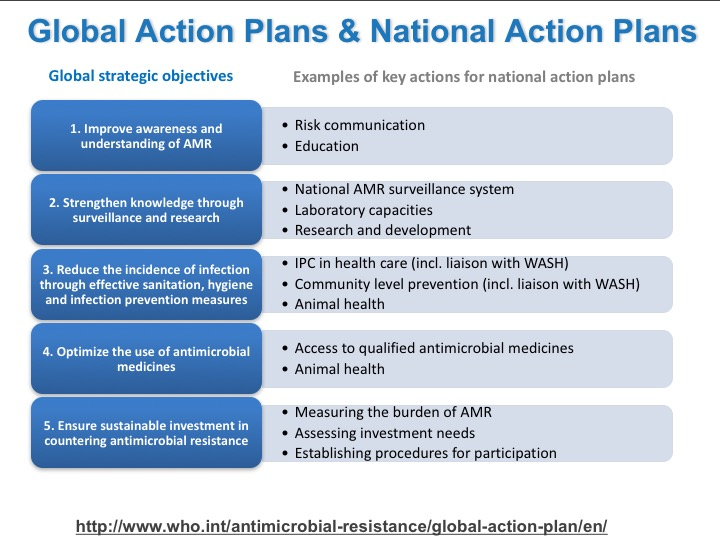 Global Action Plans & National Action Plans
Global strategic objectives
Examples of key actions for national action plans
1. Improve awareness and
understanding of AMR
• Risk communication
• Education
2. Strengthen knowledge through
surveillance and research
• National AMR surveillance system
• Laboratory capacities
• Research and development
3. Reduce the incidence of infection
through effective sanitation, hygiene
and infection prevention measures
• IPC in health care (incl. liaison with WASH)
• Community level prevention (incl. liaison with WASH)
• Animal health
4. Optimize the use of antimicrobial
medicines
• Access to qualified antimicrobial medicines
• Animal health
5. Ensure sustainable investment in
countering antimicrobial resistance
• Measuring the burden of AMR
• Assessing investment needs
• Establishing procedures for participation
http://www.who.int/antimicrobial-resistance/global-action-plan/en/